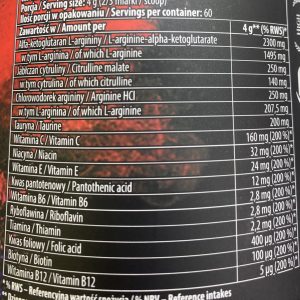 Porcja / Serving size: 4 g (2/3 miarki / scoop)
Ilość porcji w opakowaniu / Servings per container: 60
Zawartość w / Amount per 4 g** (% RWS)*
Alfa-ketoglutaran L-argininy / L-arginine-alpha-ketoglutarate 2300 mg
w tym L-arginina / of which L-arginine 1495 mg
Jabłczan cytruliny / Citrulline malate 250 mg
w tym cytrulina / of which citrulline 140 mg
Chlorowodorek argininy / Arginine HCl 250 mg
w tym L-arginina / of which L-arginine 207,5 mg
Tauryna / Taurine 200 mg
Witamina C / Vitamin C 160 mg (200 %)*
Niacyna / Niacin 32 mg (200 %)*
Witamina E / Vitamin E 24 mg (200 %)*
Kwas pantotenowy / Pantothenic acid 12 mg (200 %)*
Witamina B6 / Vitamin B6 2,8 mg (200 %)*
Ryboflawina / Riboflavin 2,8 mg (200 %)*
Tiamina / Thiamin 2,2 mg (200 %)*
Kwas foliowy / Folic acid 400 µg (200 %)*
Biotyna / Biotin 100 µg (200 %)*
Witamina B12 / Vitamin B12 5 µg (200 %)*
* % RWS – Referencyjna wartość spożycia / % NRV – Reference intakes